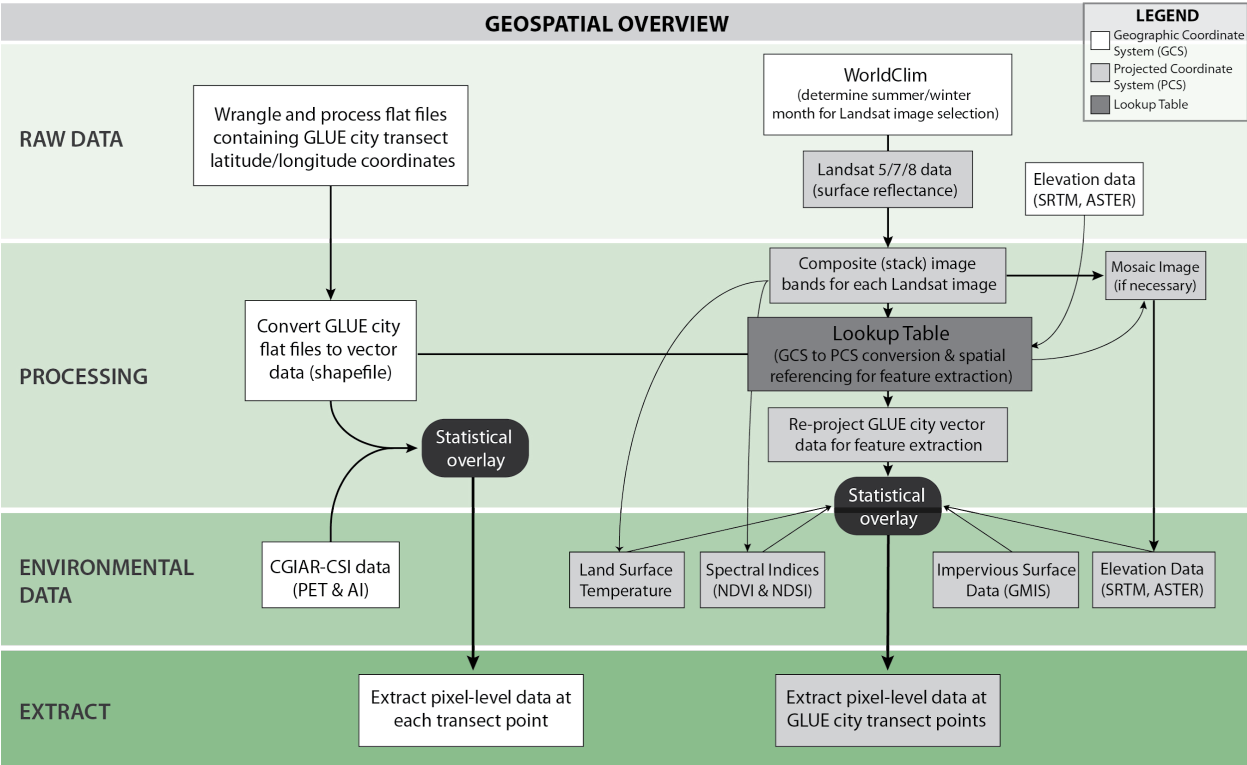 GEOSPATIAL OVERVIEW
LEGEND
Geographic Coordinate
System (GCS)
Projected Coordinate
System (PCS)
Lookup Table
RAW DATA
Wrangle and process flat files
containing GLUE city transect
latitude/longitude coordinates
WorldClim
(determine summer/winter
month for Landsat image selection)
Landsat 5/7/8 data
(surface reflectance)
Elevation data
(SRTM, ASTER)
PROCESSING
Composite (stack) image
bands for each Landsat image
Mosaic Image
(if necessary)
Convert GLUE city
flat files to vector
data (shapefile)
Lookup Table
(GCS to PCS conversion & spatial
referencing for feature extraction)
Re-project GLUE city vector
data for feature extraction
Statistical
overlay
Statistical
overlay
ENVIRONMENTAL
DATA
CGIAR-CSI data
(PET & AI)
Land Surface
Temperature
Spectral Indices
(NDVI & NDSI)
Impervious Surface
Data (GMIS)
Elevation Data
(SRTM, ASTER)
EXTRACT
Extract pixel-level data at
each transect point
Extract pixel-level data at
GLUE city transect points